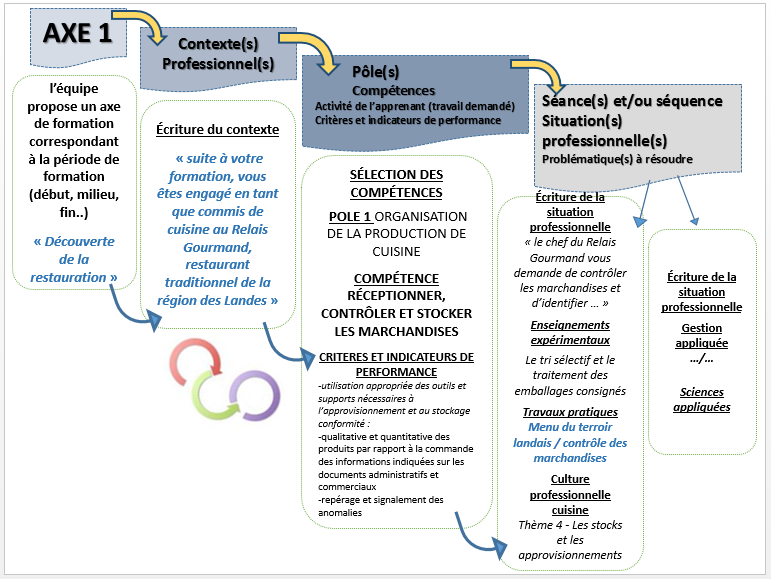 AXE 1
Contexte(s)
Professionnel(s)
Pôle(s)
Compétences
Activité de l'apprenant (travail demandé)
Critères et indicateurs de performance
Séance(s) et/ou séquence
Situation(s)
professionnelle(s)
Problématique(s) à résoudre
l'équipe
propose un axe
de formation
correspondant
à la période de
formation
(début, milieu,
fin..)
« Découverte
de la
restauration »
Écriture du contexte
« suite à votre
formation, vous
êtes engagé en tant
que commis de
cuisine au Relais
Gourmand,
restaurant
traditionnel de la
région des Landes »
SÉLECTION DES
COMPÉTENCES
POLE 1 ORGANISATION
DE LA PRODUCTION DE
CUISINE
COMPÉTENCE
RÉCEPTIONNER,
CONTRÔLER ET STOCKER
LES MARCHANDISES
CRITERES ET INDICATEURS DE
PERFORMANCE
-utilisation appropriée des outils et
supports nécessaires à
l'approvisionnement et au stockage
conformité :
-qualitative et quantitative des
produits par rapport à la commande
des informations indiquées sur les
documents administratifs et
commerciaux
-repérage et signalement des
anomalies
Écriture de la
situation
professionnelle
« le chef du Relais
Gourmand vous
demande de contrôler
les marchandises et
d'identifier ... »
Enseignements
expérimentaux
Le tri sélectif et le
traitement des
emballages consignés
Travaux pratiques
Menu du terroir
landais / contrôle des
marchandises
Culture
professionnelle
cuisine
Thème 4 - Les stocks
et les
approvisionnements
Écriture de la
situation
professionnelle
Gestion
appliquée
.../...
Sciences
appliquées